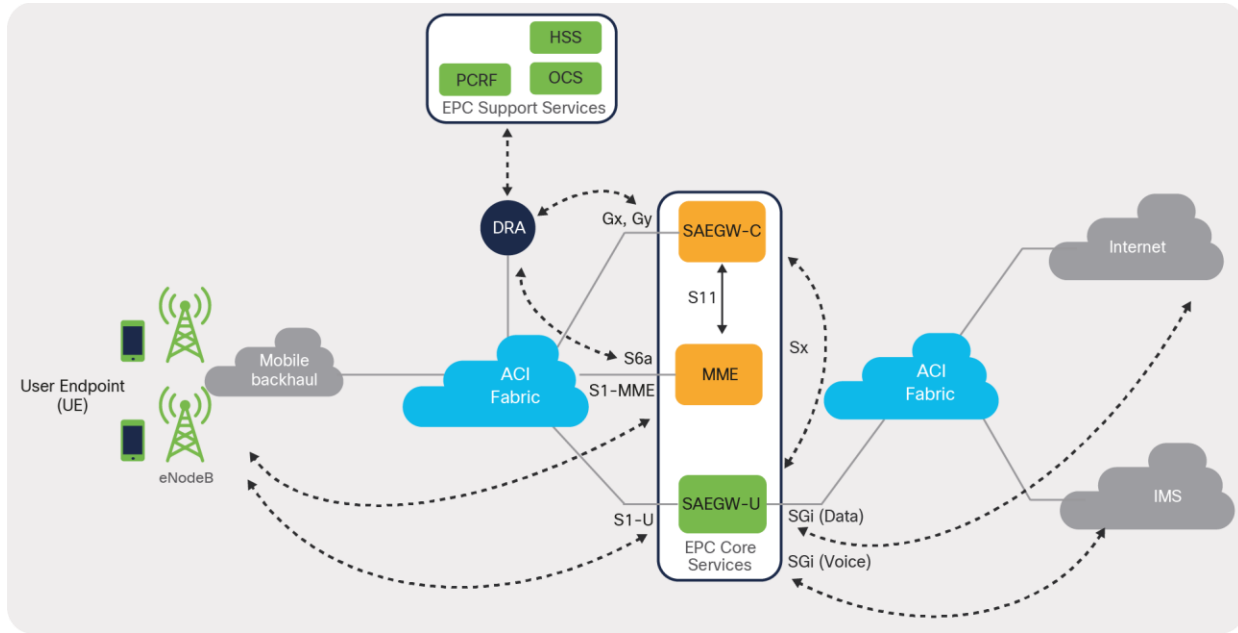 HSS
PCRF
OCS
EPC Support Services
DRA
Gx, Gy
SAEGW-C
Internet
S11
Mobile
backhaul
S6a
Sx
User Endpoint
(UE)
ACI
Fabric
S1-MME
MME
ACI
Fabric
eNodeB
SAEGW-U
IMS
S1-U
SGi (Data)
EPC Core
Services
SGi (Voice)